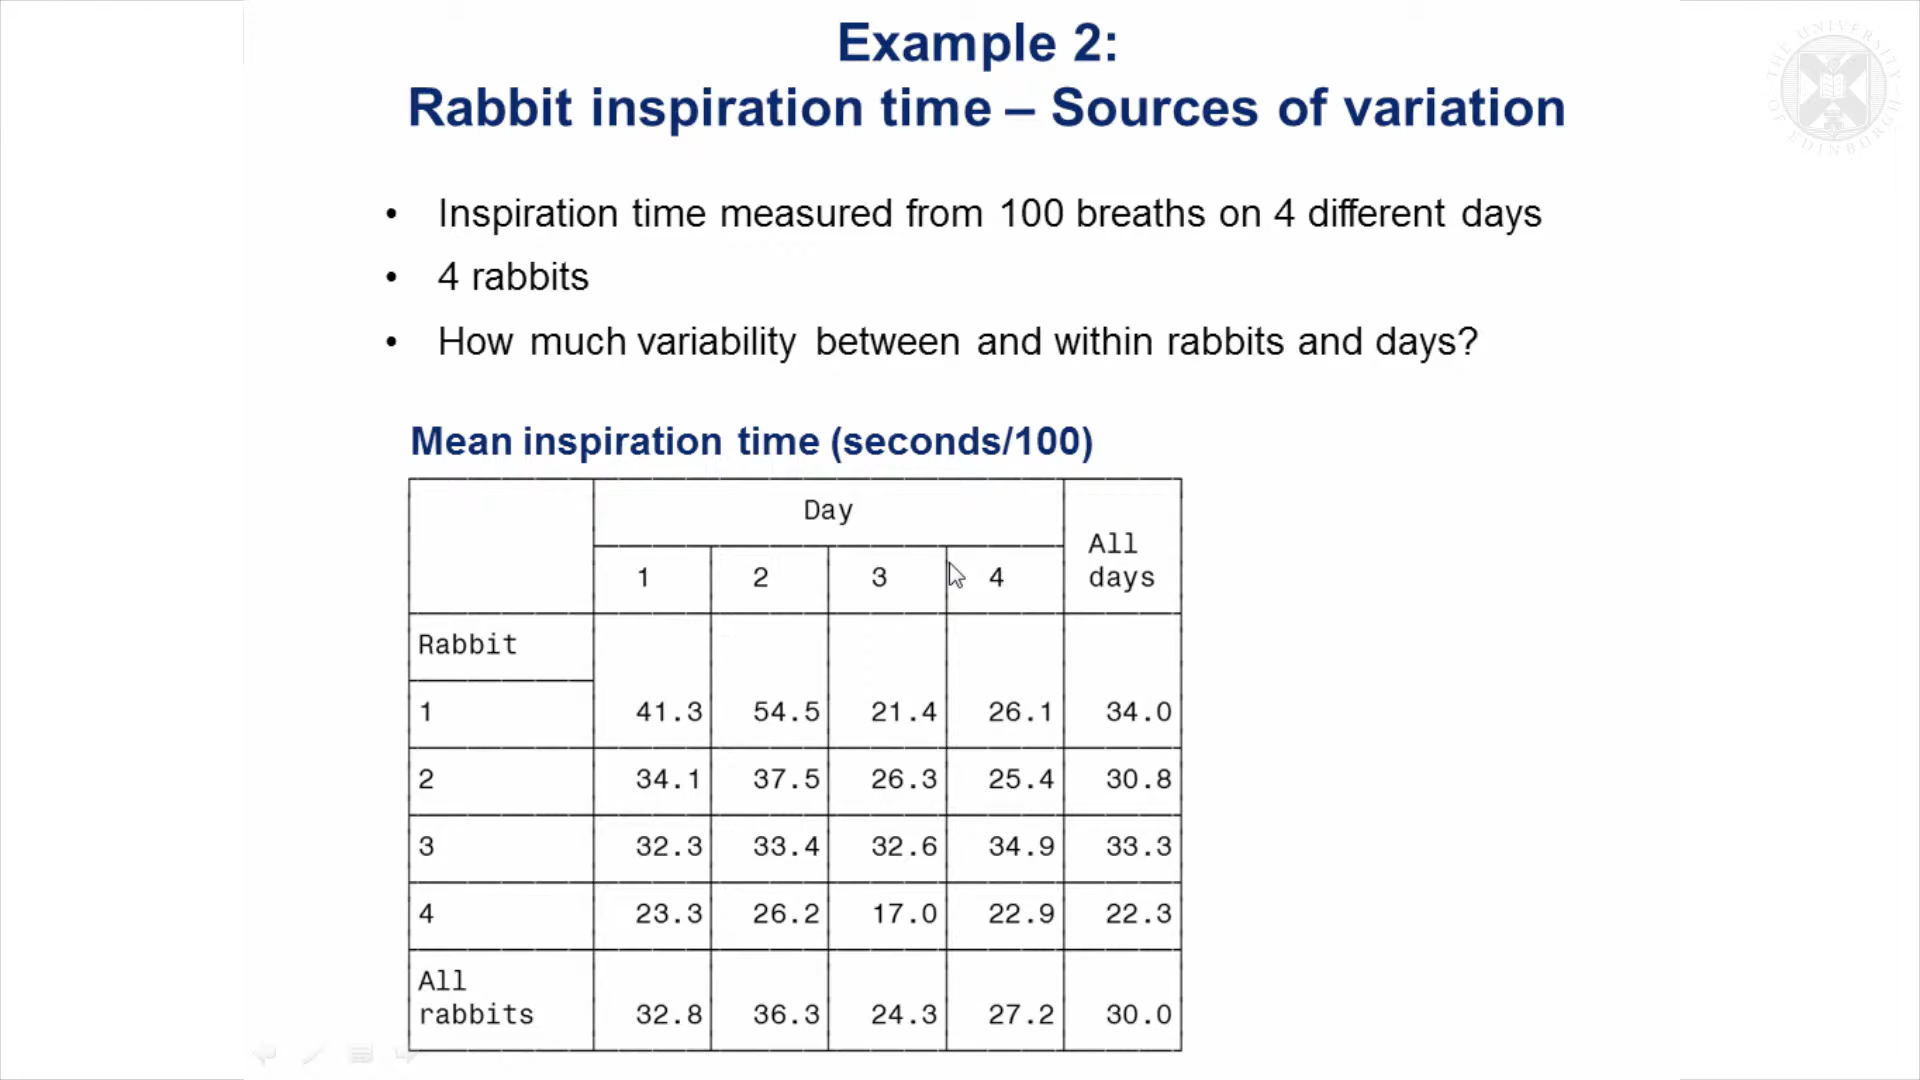 THE UNIVERSITY OF EDINBURGH
Example 2:
Rabbit inspiration time – Sources of variation
• Inspiration time measured from 100 breaths on 4 different days
• 4 rabbits
• How much variability between and within rabbits and days?
Mean inspiration time (seconds/100)
Day
All
1 2 3 4 days
Rabbit
1 41.3 54.5 21.4 26.1 34.0
2 34.1 37.5 26.3 25.4 30.8
3 32.3 33.4 32.6 34.9 33.3
4 23.3 26.2 17.0 22.9 22.3
All
rabbits 32.8 36.3 24.3 27.2 30.0